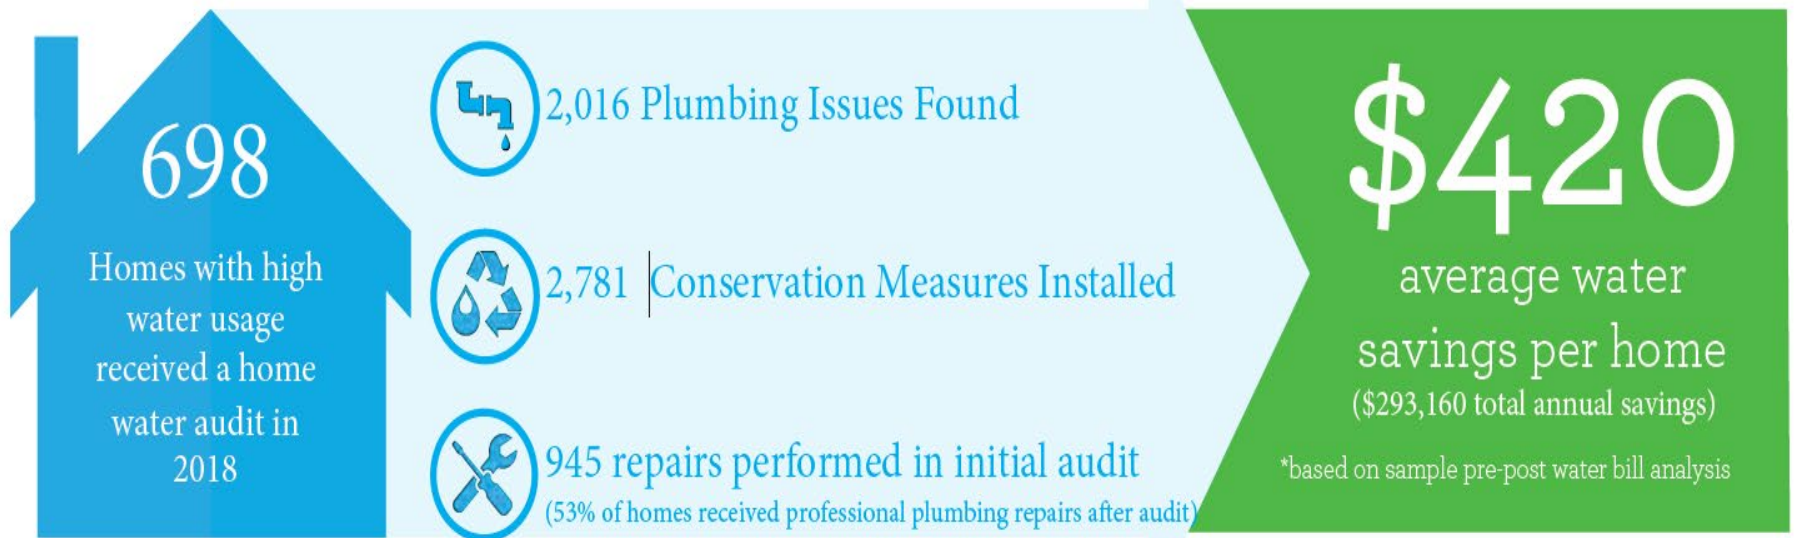 698
Homes with high
water usage
received a home
water audit in
2018
2,016 Plumbing Issues Found
2,781 Conservation Measures Installed
945 repairs performed in initial audit
(53% of homes received professional plumbing repairs after audit)
$420
average water
savings per home
($293,160 total annual savings)
*based on sample pre-post water bill analysis